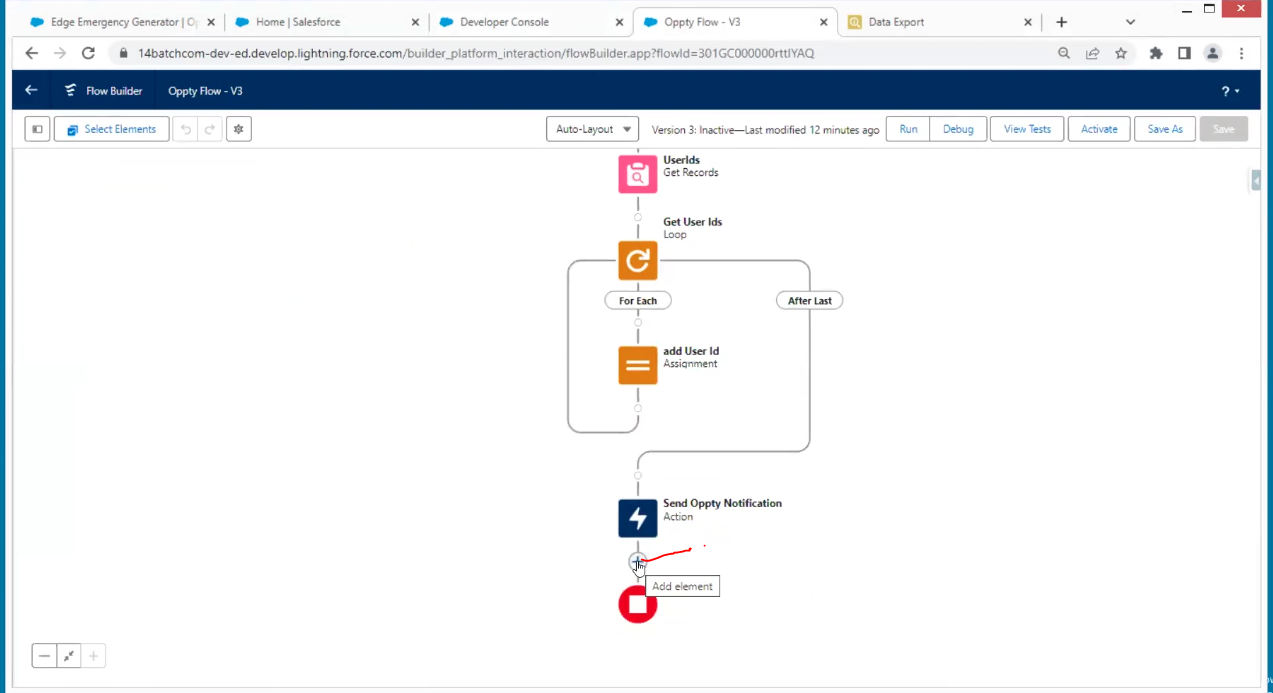 Edge Emergency Generator | O
Home | Salesforce
Developer Console
Oppty Flow - V3
Data Export
14batchcom-dev-ed.develop.lightning.force.com/builder_platform_interaction/flowBuilder.app?flowId=301GC000000rttIYAQ
Flow Builder
Oppty Flow - V3
?
Select Elements
Auto-Layout
Version 3: Inactive—Last modified 12 minutes ago
Run
Debug
View Tests
Activate
Save As
Save
UserIds
Get Records
Get User Ids
Loop
For Each
After Last
add User Id
Assignment
Send Oppty Notification
Action
Add element